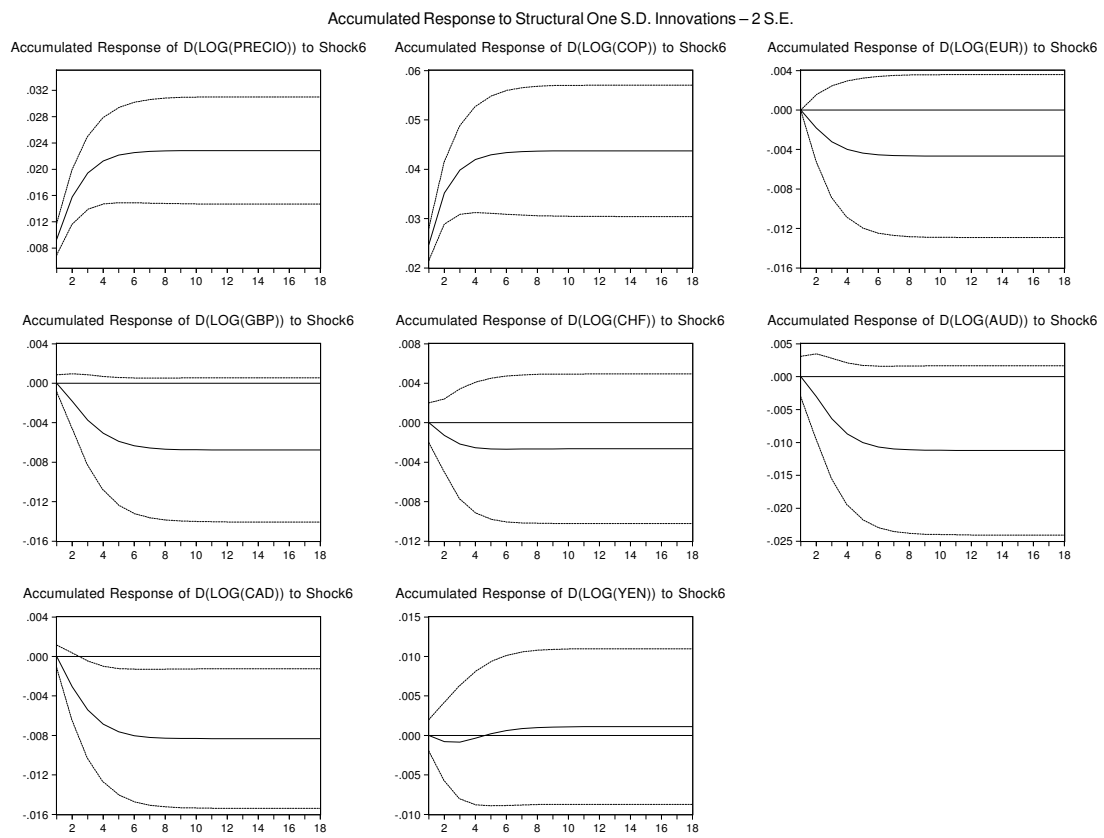 Accumulated Response to Structural One S.D. Innovations – 2 S.E.
Accumulated Response of D(LOG(PRECIO)) to Shock6
.032
.028
.024
.020
.016
.012
.008
2 4 6 8 10 12 14 16 18
Accumulated Response of D(LOG(COP)) to Shock6
.06
.05
.04
.03
.02
2 4 6 8 10 12 14 16 18
Accumulated Response of D(LOG(EUR)) to Shock6
.004
.000
-.004
-.008
-.012
-.016
2 4 6 8 10 12 14 16 18
Accumulated Response of D(LOG(GBP)) to Shock6
.004
.000
-.004
-.008
-.012
-.016
2 4 6 8 10 12 14 16 18
Accumulated Response of D(LOG(CHF)) to Shock6
.008
.004
.000
-.004
-.008
-.012
2 4 6 8 10 12 14 16 18
Accumulated Response of D(LOG(AUD)) to Shock6
.005
.000
-.005
-.010
-.015
-.020
-.025
2 4 6 8 10 12 14 16 18
Accumulated Response of D(LOG(CAD)) to Shock6
.004
.000
-.004
-.008
-.012
-.016
2 4 6 8 10 12 14 16 18
Accumulated Response of D(LOG(YEN)) to Shock6
.015
.010
.005
.000
-.005
-.010
2 4 6 8 10 12 14 16 18